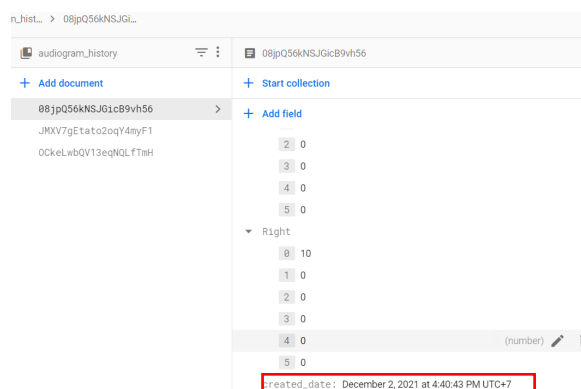 n_hist... > 08jpQ56kNSJGi...
audiogram_history
08jpQ56kNSJGicB9vh56
+ Add document
+ Start collection
08jpQ56kNSJGicB9vh56
JMXV7gEtato2oqY4myF1
OCkeLwbQV13eqNQLfTmH
+ Add field
2 0
3 0
4 0
5 0
Right
0 10
1 0
2 0
3 0
4 0 (number)
5 0
created_date: December 2, 2021 at 4:40:43 PM UTC+7